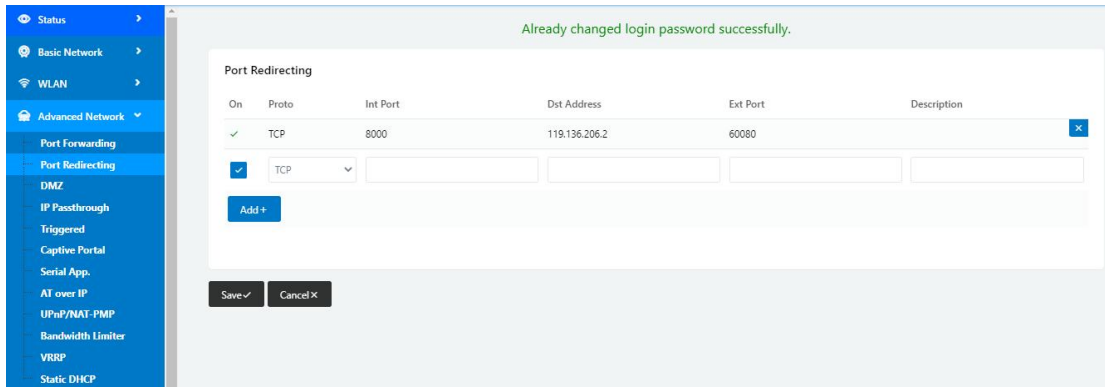 Status
Basic Network
WLAN
Advanced Network
Port Forwarding
Port Redirecting
DMZ
IP Passthrough
Triggered
Captive Portal
Serial App.
AT over IP
UPnP/NAT-PMP
Bandwidth Limiter
VRRP
Static DHCP
Already changed login password successfully.
Port Redirecting
On Proto Int Port Dst Address Ext Port Description
TCP 8000 119.136.206.2 60080
TCP
Add +
Save Cancel